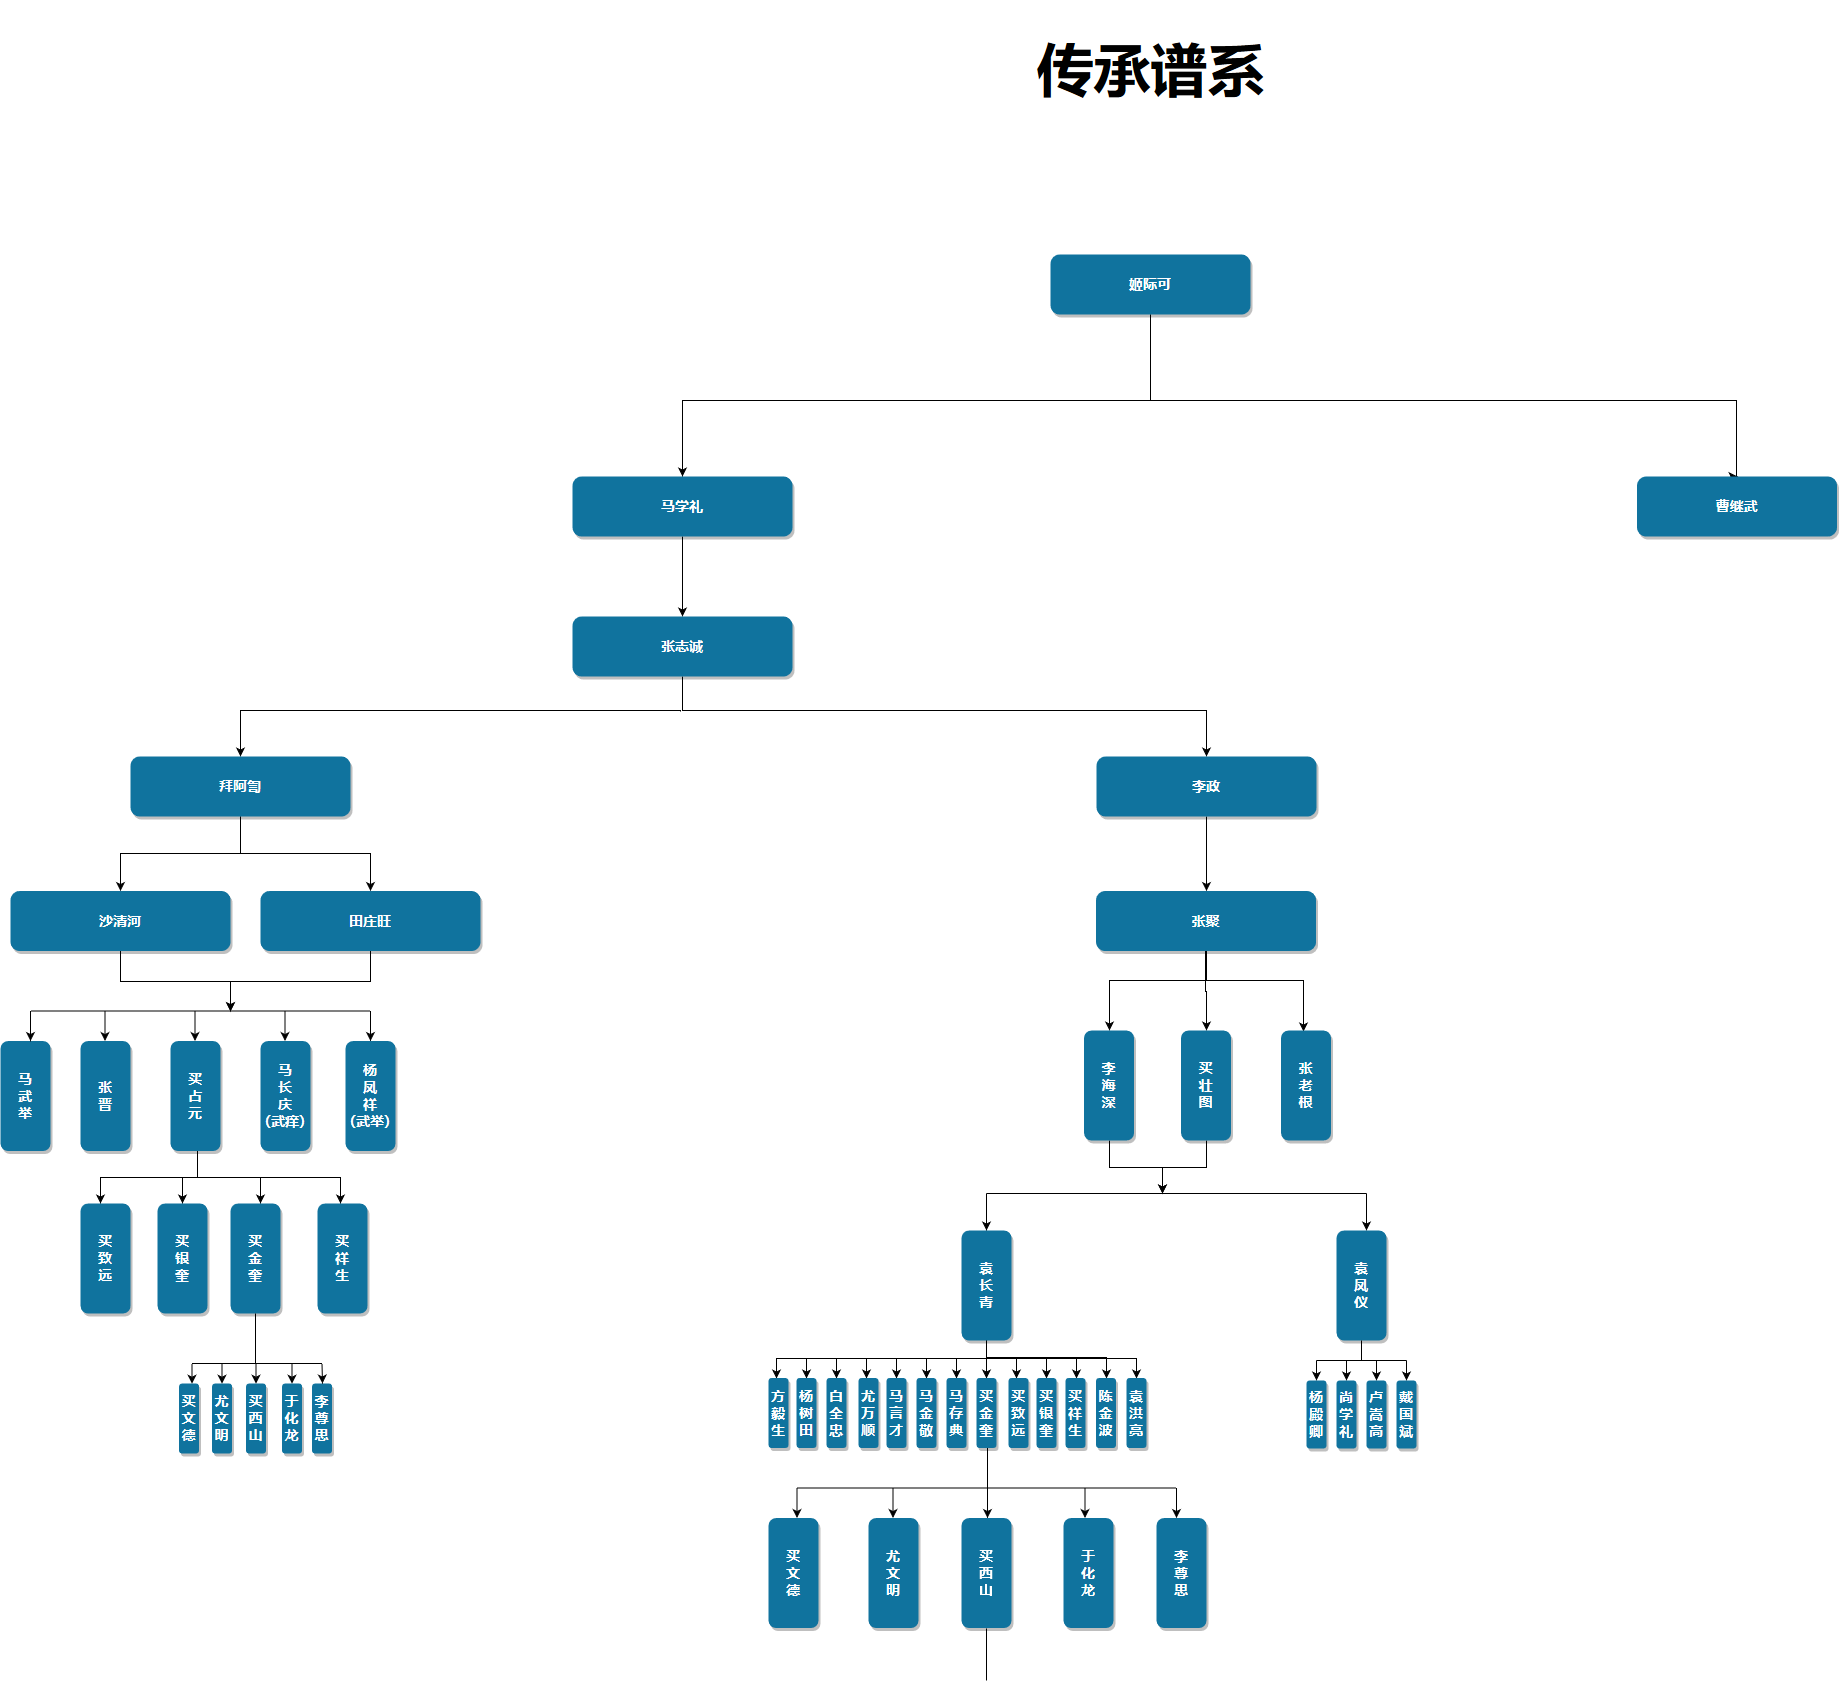 传承谱系
姬际可
马学礼
曹继武
张志诚
拜阿訇
李政
沙清河
田庄旺
张聚
马武举
张晋
买占元
马长庆
(武痒)
杨凤祥
(武举)
李海深
买壮图
张老根
买致远
买银奎
买金奎
买祥生
袁长青
袁凤仪
买文德
尤文明
买西山
于化龙
李尊思
方毅生
杨树田
白全忠
尤万顺
马言才
马金敬
马存典
买金奎
买致远
买银奎
买祥生
陈金波
袁洪亮
杨殿卿
尚学礼
卢嵩高
戴国斌
买文德
尤文明
买西山
于化龙
李尊思